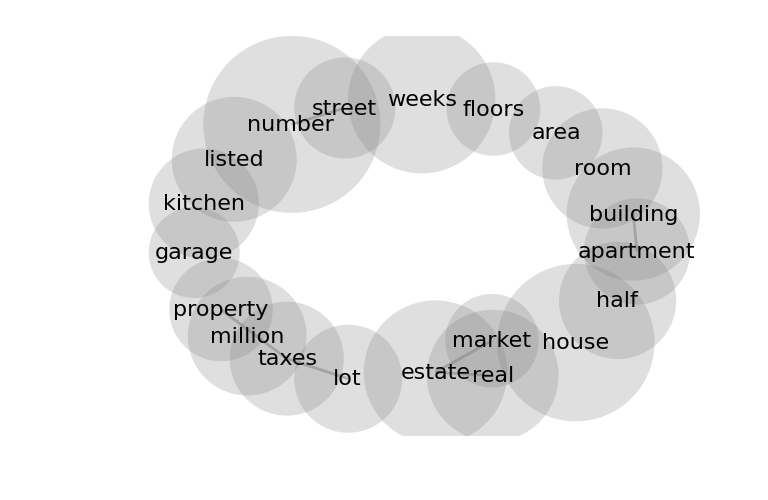 weeks
street
floors
number
area
listed
room
kitchen
building
garage
apartment
half
property
million
market
house
taxes
estate
real
lot